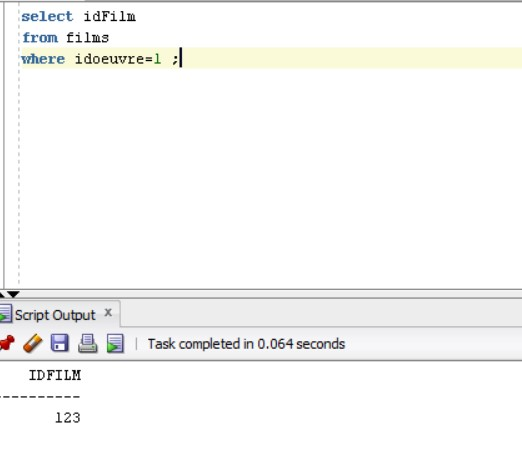 select idFilm
from films
where idoeuvre=1 ;
Script Output x
Task completed in 0.064 seconds
IDFILM
----------
123